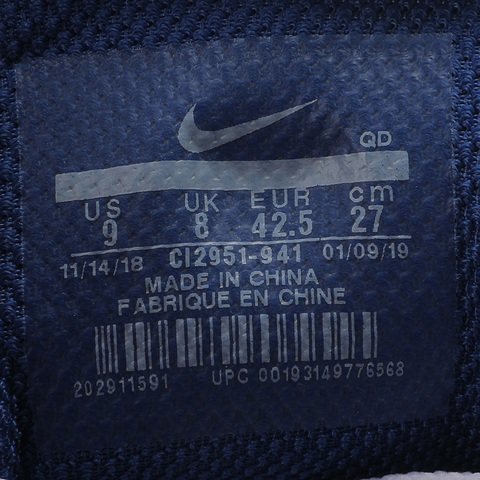 QD
US UK EUR cm
9 8 42.5 27
11/14/18 CI2951-941 01/09/19
MADE IN CHINA
FABRIQUE EN CHINE
202911591 UPC 00193149776568